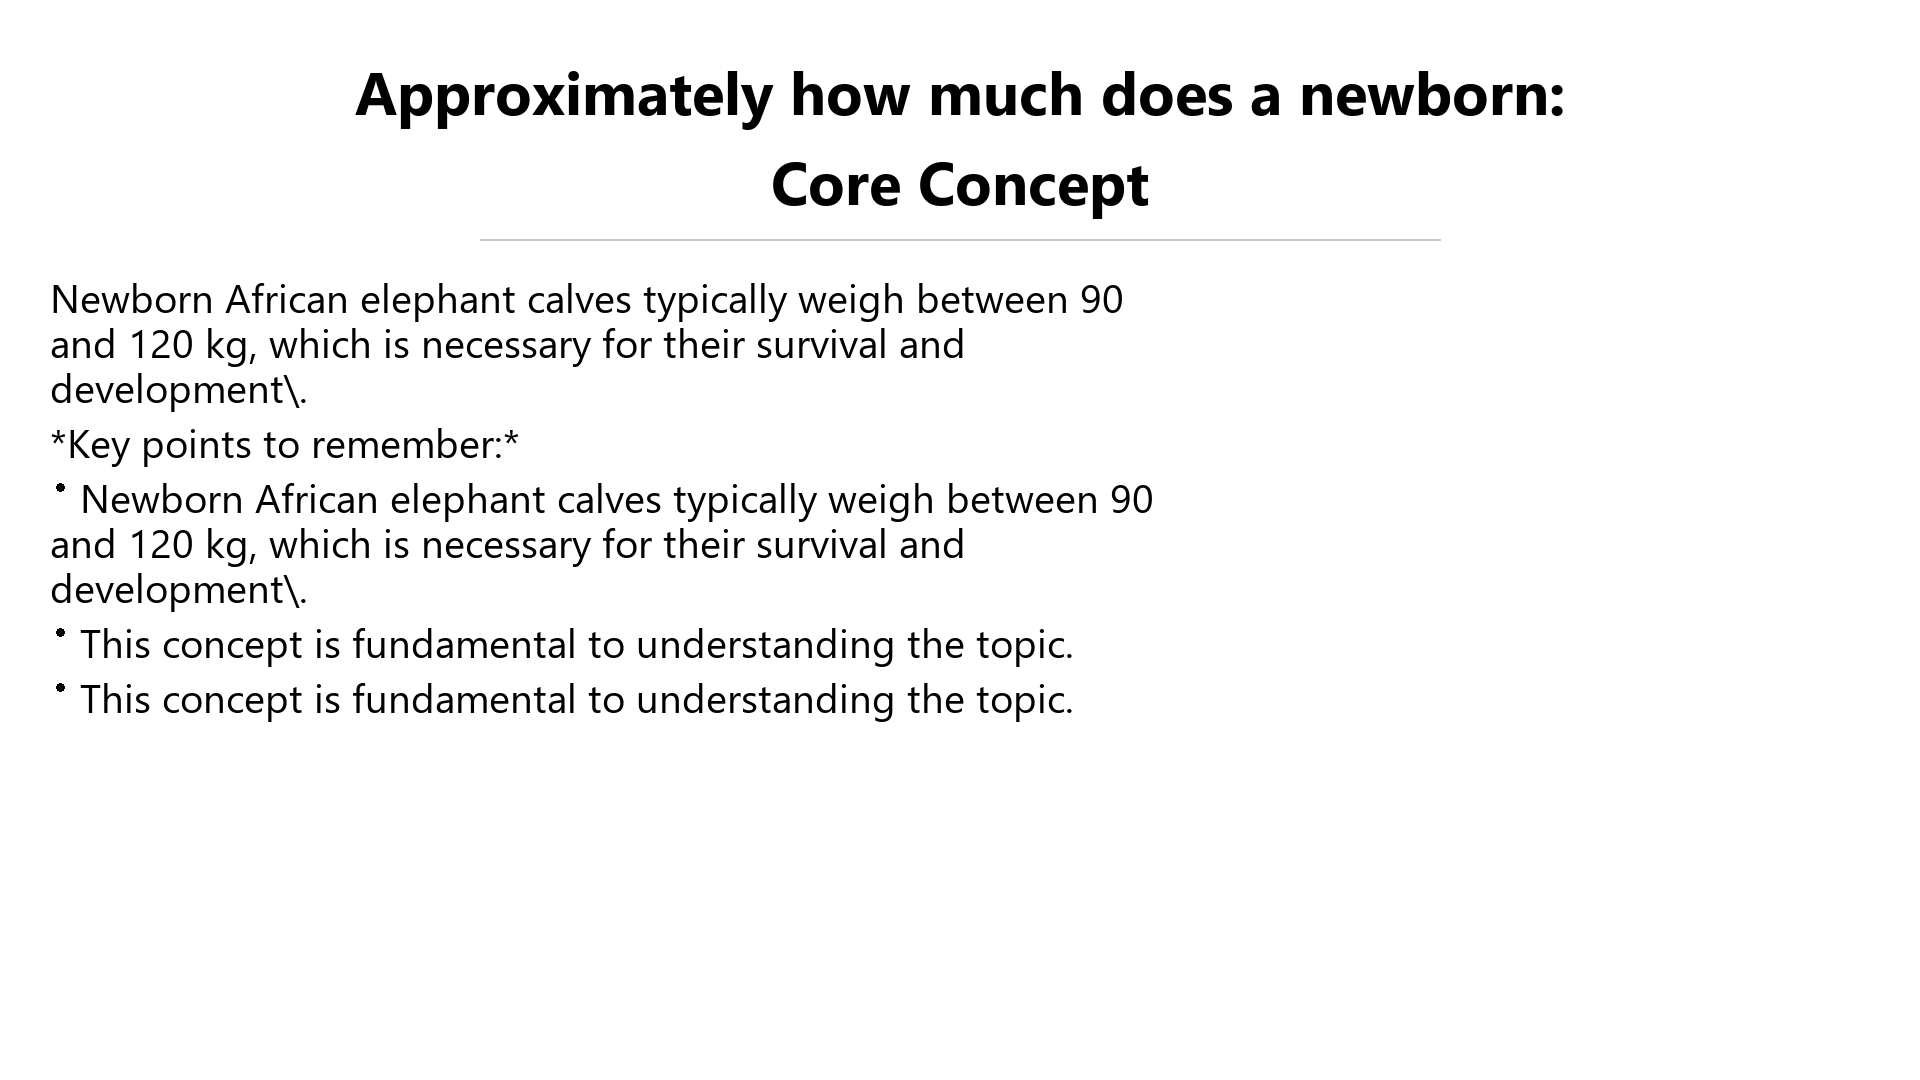 Approximately how much does a newborn:
Core Concept
Newborn African elephant calves typically weigh between 90
and 120 kg, which is necessary for their survival and
development\.
*Key points to remember:*
• Newborn African elephant calves typically weigh between 90
and 120 kg, which is necessary for their survival and
development\.
• This concept is fundamental to understanding the topic.
• This concept is fundamental to understanding the topic.